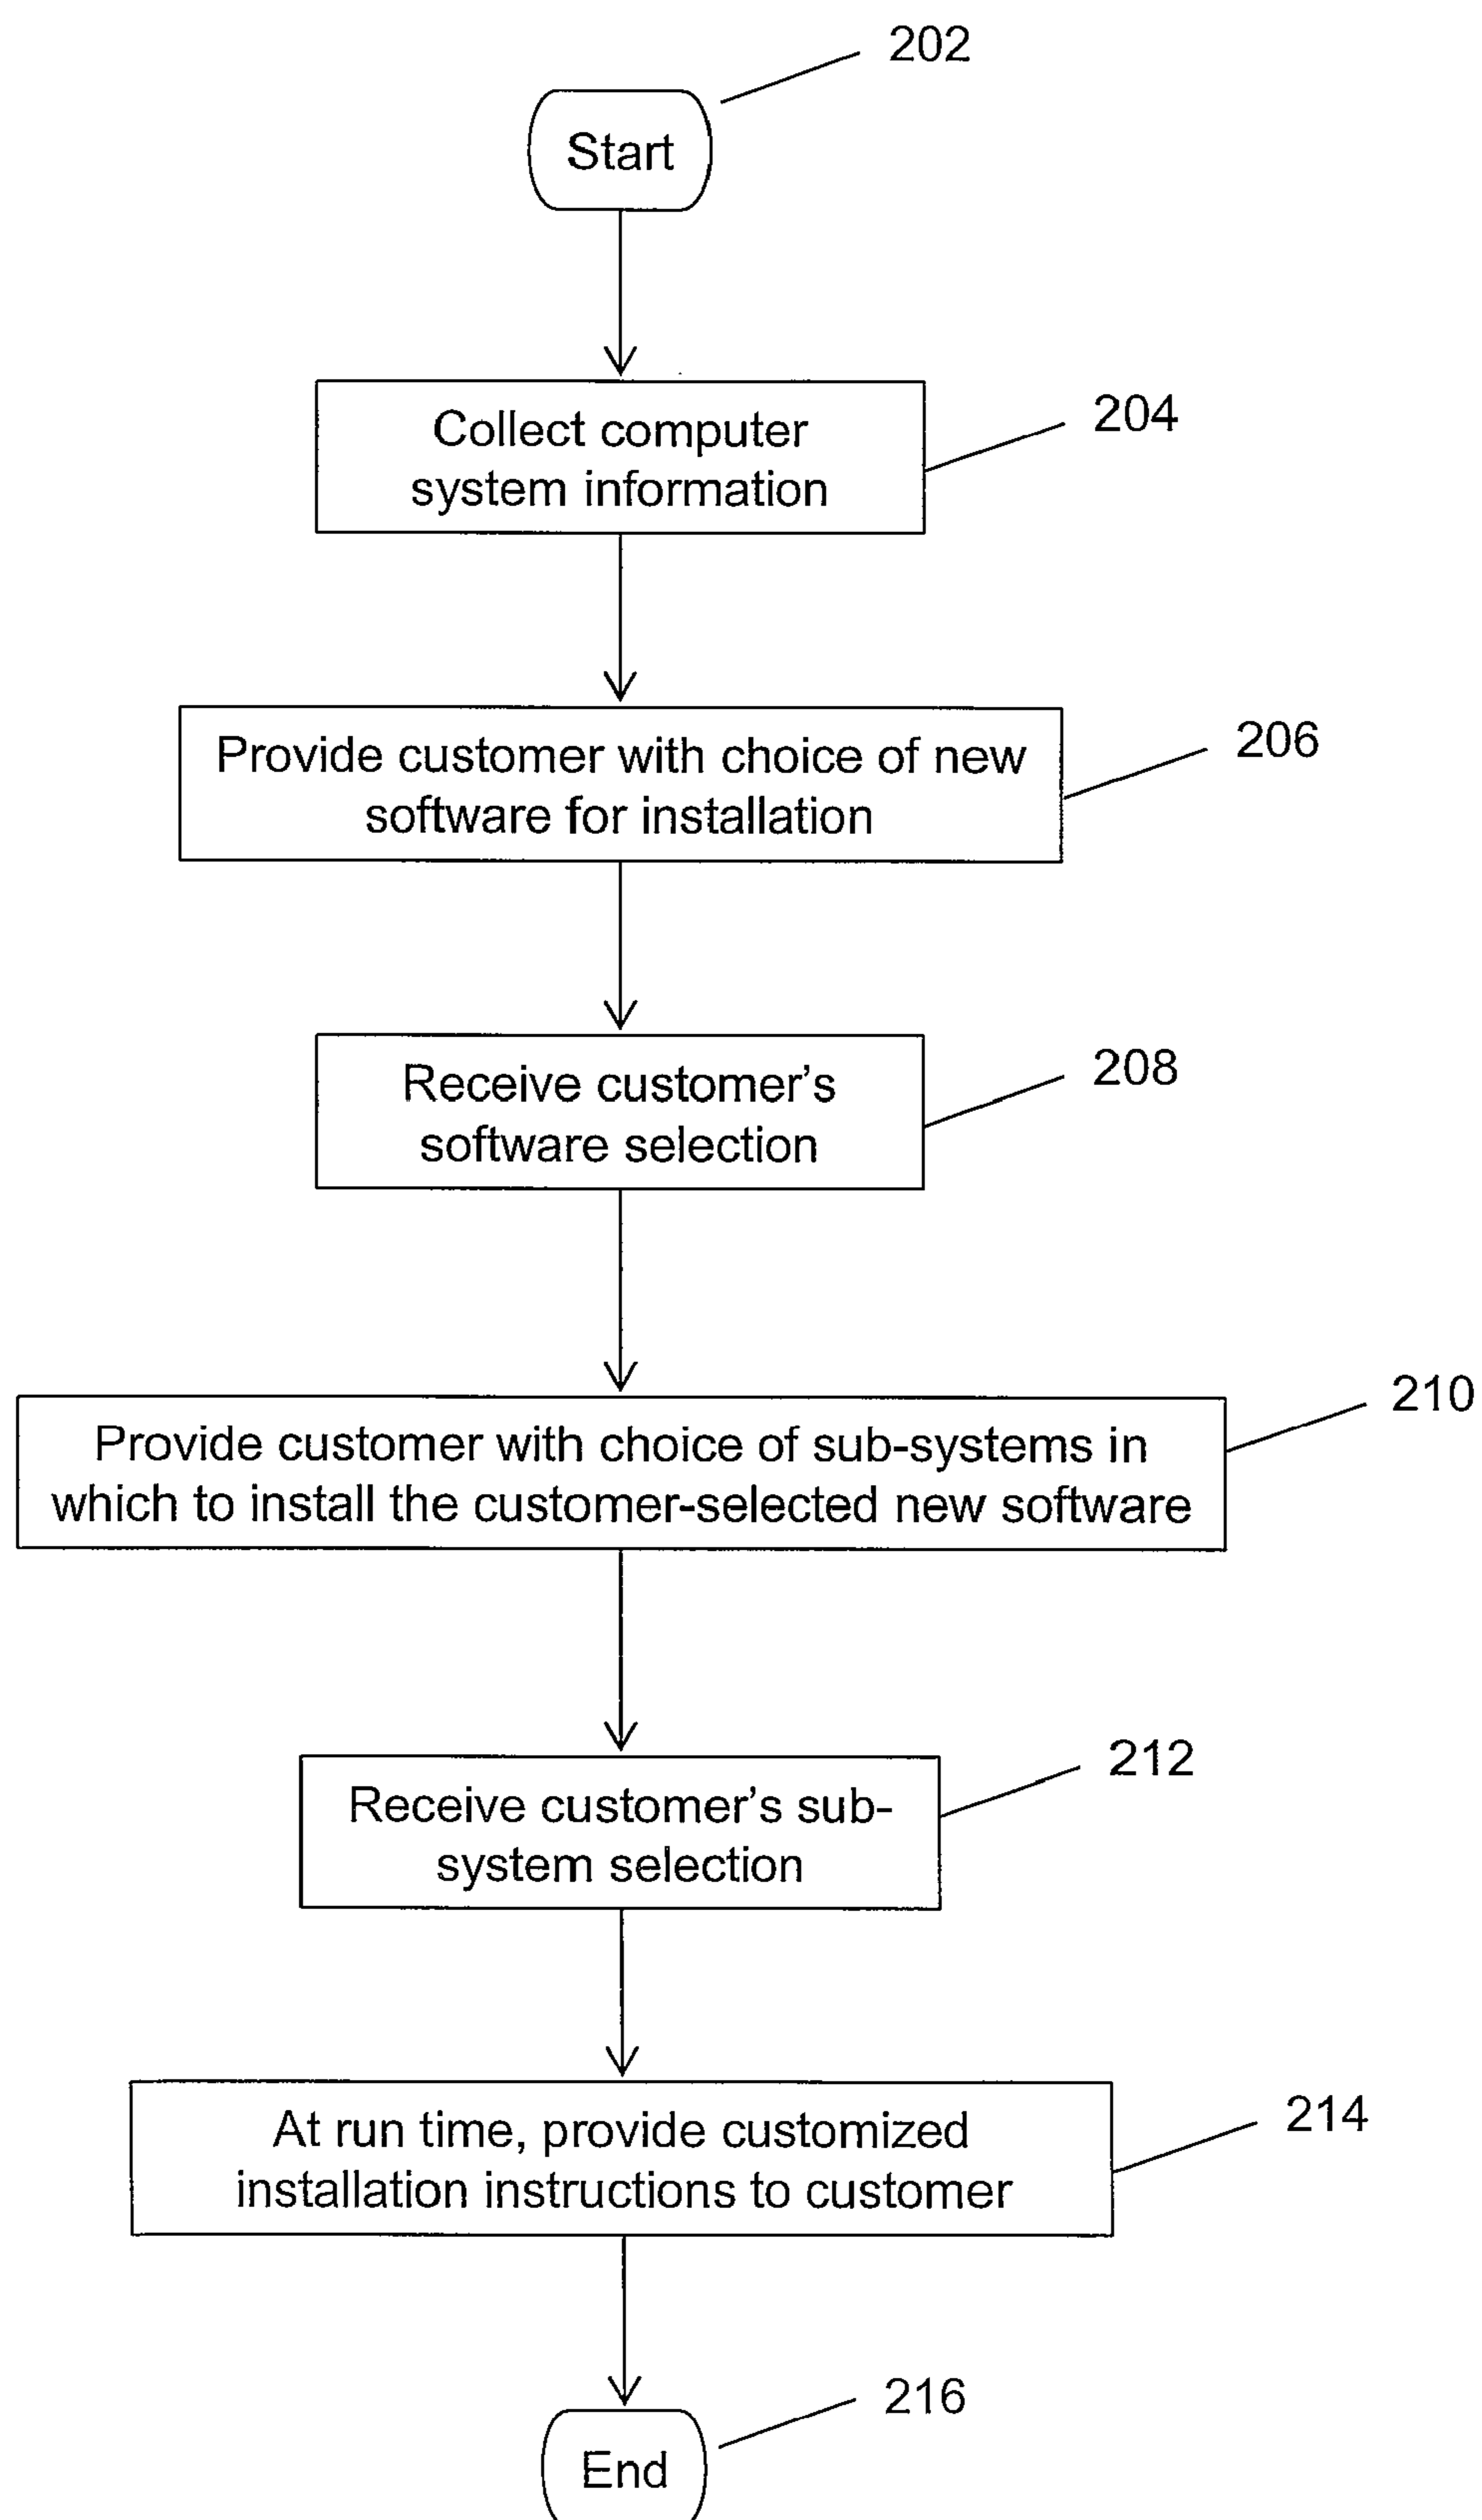 202
Start
Collect computer
system information
204
Provide customer with choice of new
software for installation
206
Receive customer's
software selection
208
Provide customer with choice of sub-systems in
which to install the customer-selected new software
210
Receive customer's sub-
system selection
212
At run time, provide customized
installation instructions to customer
214
216
End